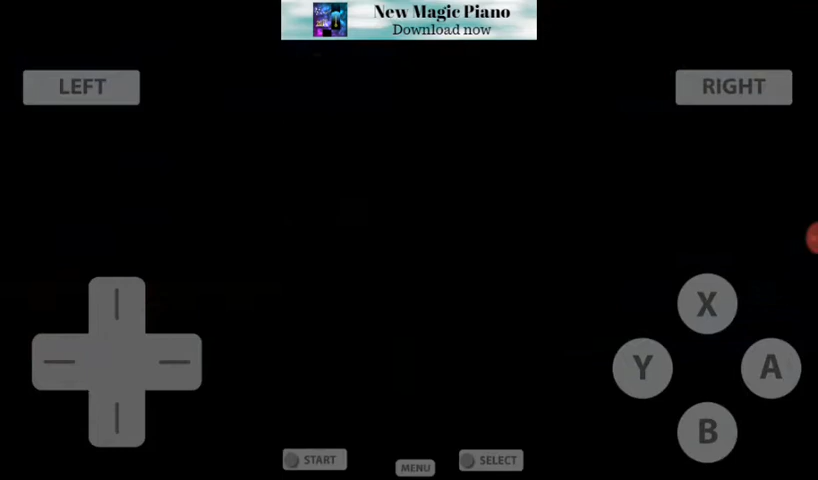 New Magic Piano
Download now
LEFT
RIGHT
X
Y
A
B
START
SELECT
MENU